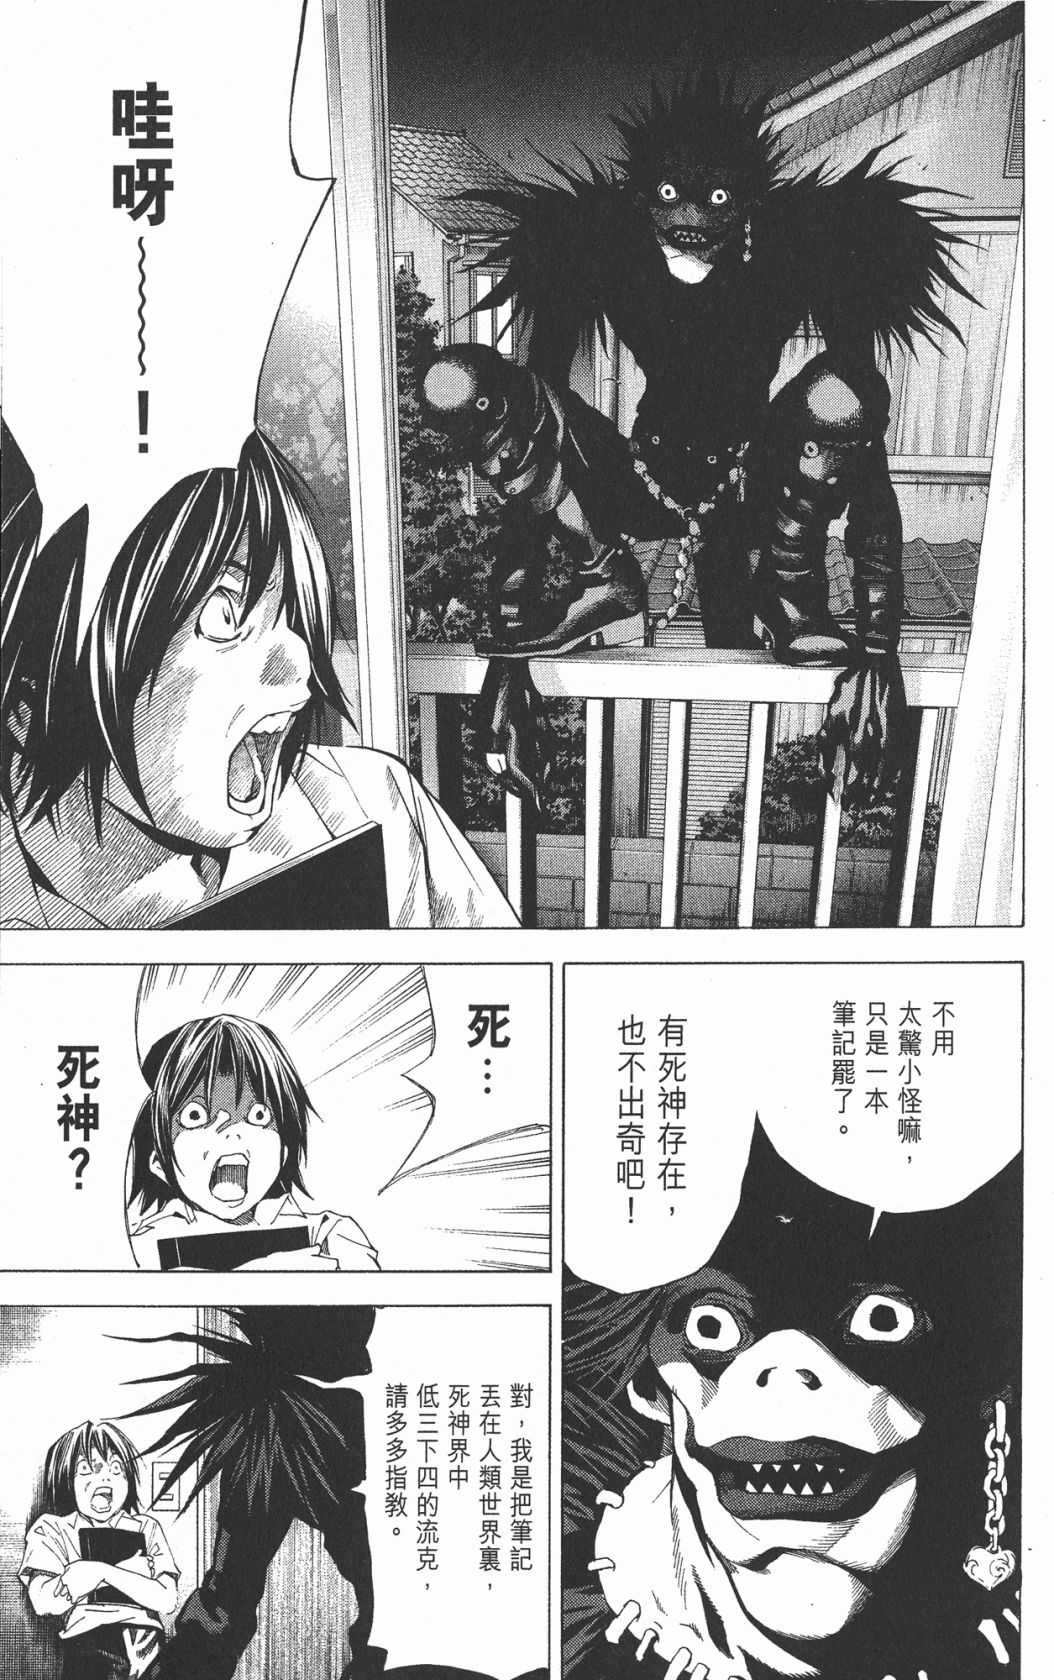 哇呀~~~~~!
不用
太驚小怪嘛，
只是一本
筆記罷了。
有死神存在，
也不出奇吧！
死…
死神？
對，我是把筆記
丟在人類世界裏，
死神界中
低三下四的流克，
請多多指教。